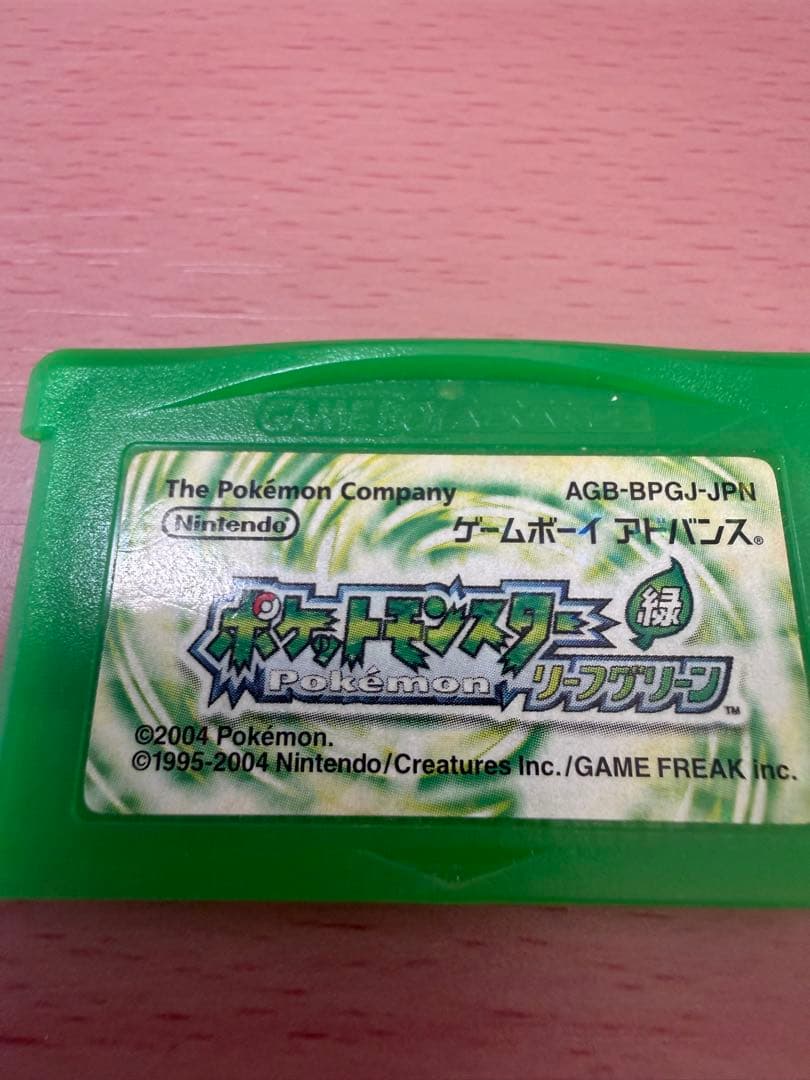 GAME BOY ADVANCE
The Pokémon Company AGB-BPGJ-JPN
Nintendo ゲームボーイ アドバンス®
ポケットモンスター 緑
Pokémon リーフグリーン™
©2004 Pokémon.
©1995-2004 Nintendo/Creatures Inc./GAME FREAK inc.